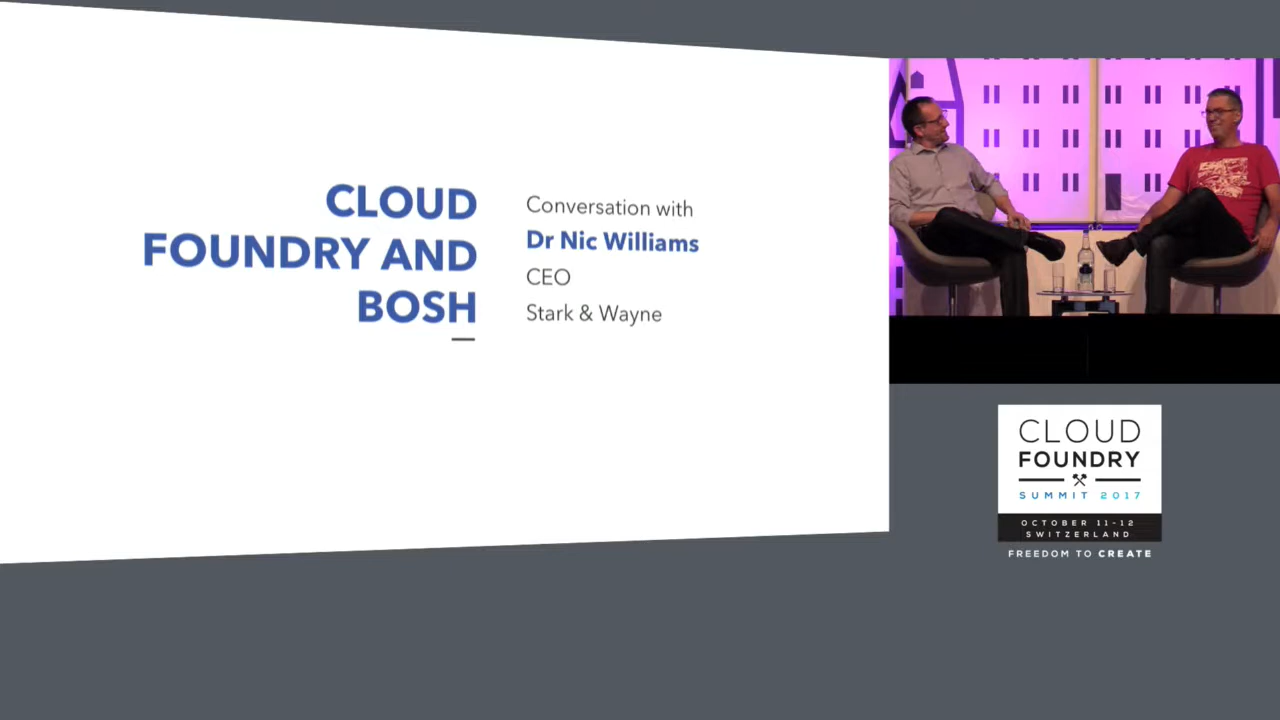 CLOUD
FOUNDRY AND
BOSH
Conversation with
Dr Nic Williams
CEO
Stark & Wayne
CLOUD
FOUNDRY
SUMMIT 2017
OCTOBER 11-12
SWITZERLAND
FREEDOM TO CREATE